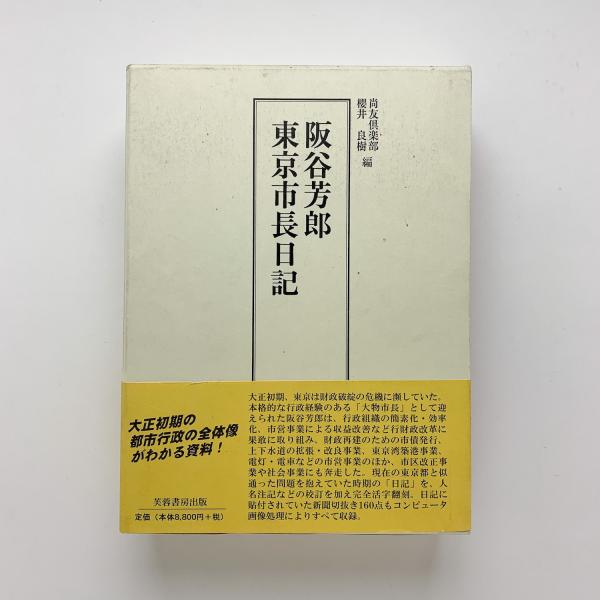 尚友倶楽部
櫻井 良樹 編
阪谷芳郎
東京市長日記
大正初期の
都市行政の全体像
がわかる資料！
芙蓉書房出版
定価（本体8,800円＋税）
大正初期、東京は財政破綻の危機に瀕していた。
本格的な行政経験のある「大物市長」として迎
えられた阪谷芳郎は、行政組織の簡素化・効率
化、市営事業による収益改善など行財政改革に
果敢に取り組み、財政再建のための市債発行、
上下水道の拡張・改良事業、東京湾築港事業、
電灯・電車などの市営事業のほか、市区改正事
業や社会事業にも奔走した。現在の東京都と似
通った問題を抱えていた時期の「日記」を、人
名注記などの校訂を加え完全活字翻刻、日記に
貼付されていた新聞切抜き160点もコンピュータ
画像処理によりすべて収録。